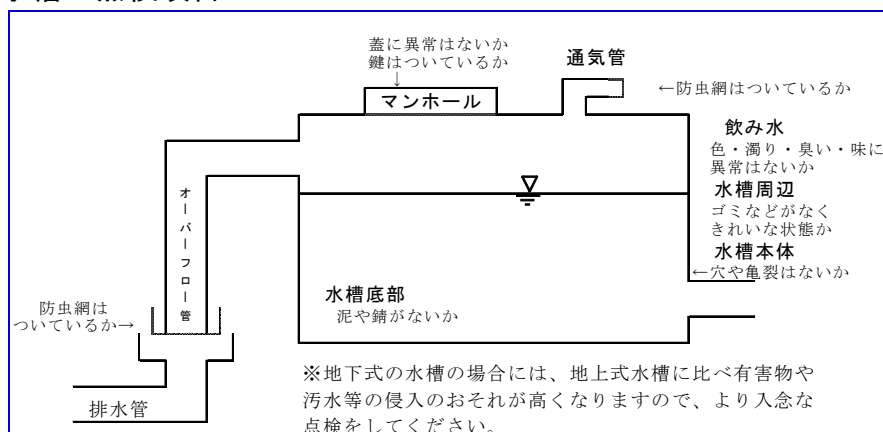 蓋に異常はないか
鍵はついているか
↓
マンホール
通気管
←防虫網はついているか
飲み水
色・濁り・臭い・味に
異常はないか
水槽周辺
ゴミなどがなく
きれいな状態か
水槽本体
←穴や亀裂はないか
オーバーフロー管
水槽底部
泥や錆がないか
防虫網は
ついているか→
排水管
※地下式の水槽の場合には、地上式水槽に比べ有害物や
汚水等の侵入のおそれが高くなりますので、より入念な
点検をしてください。